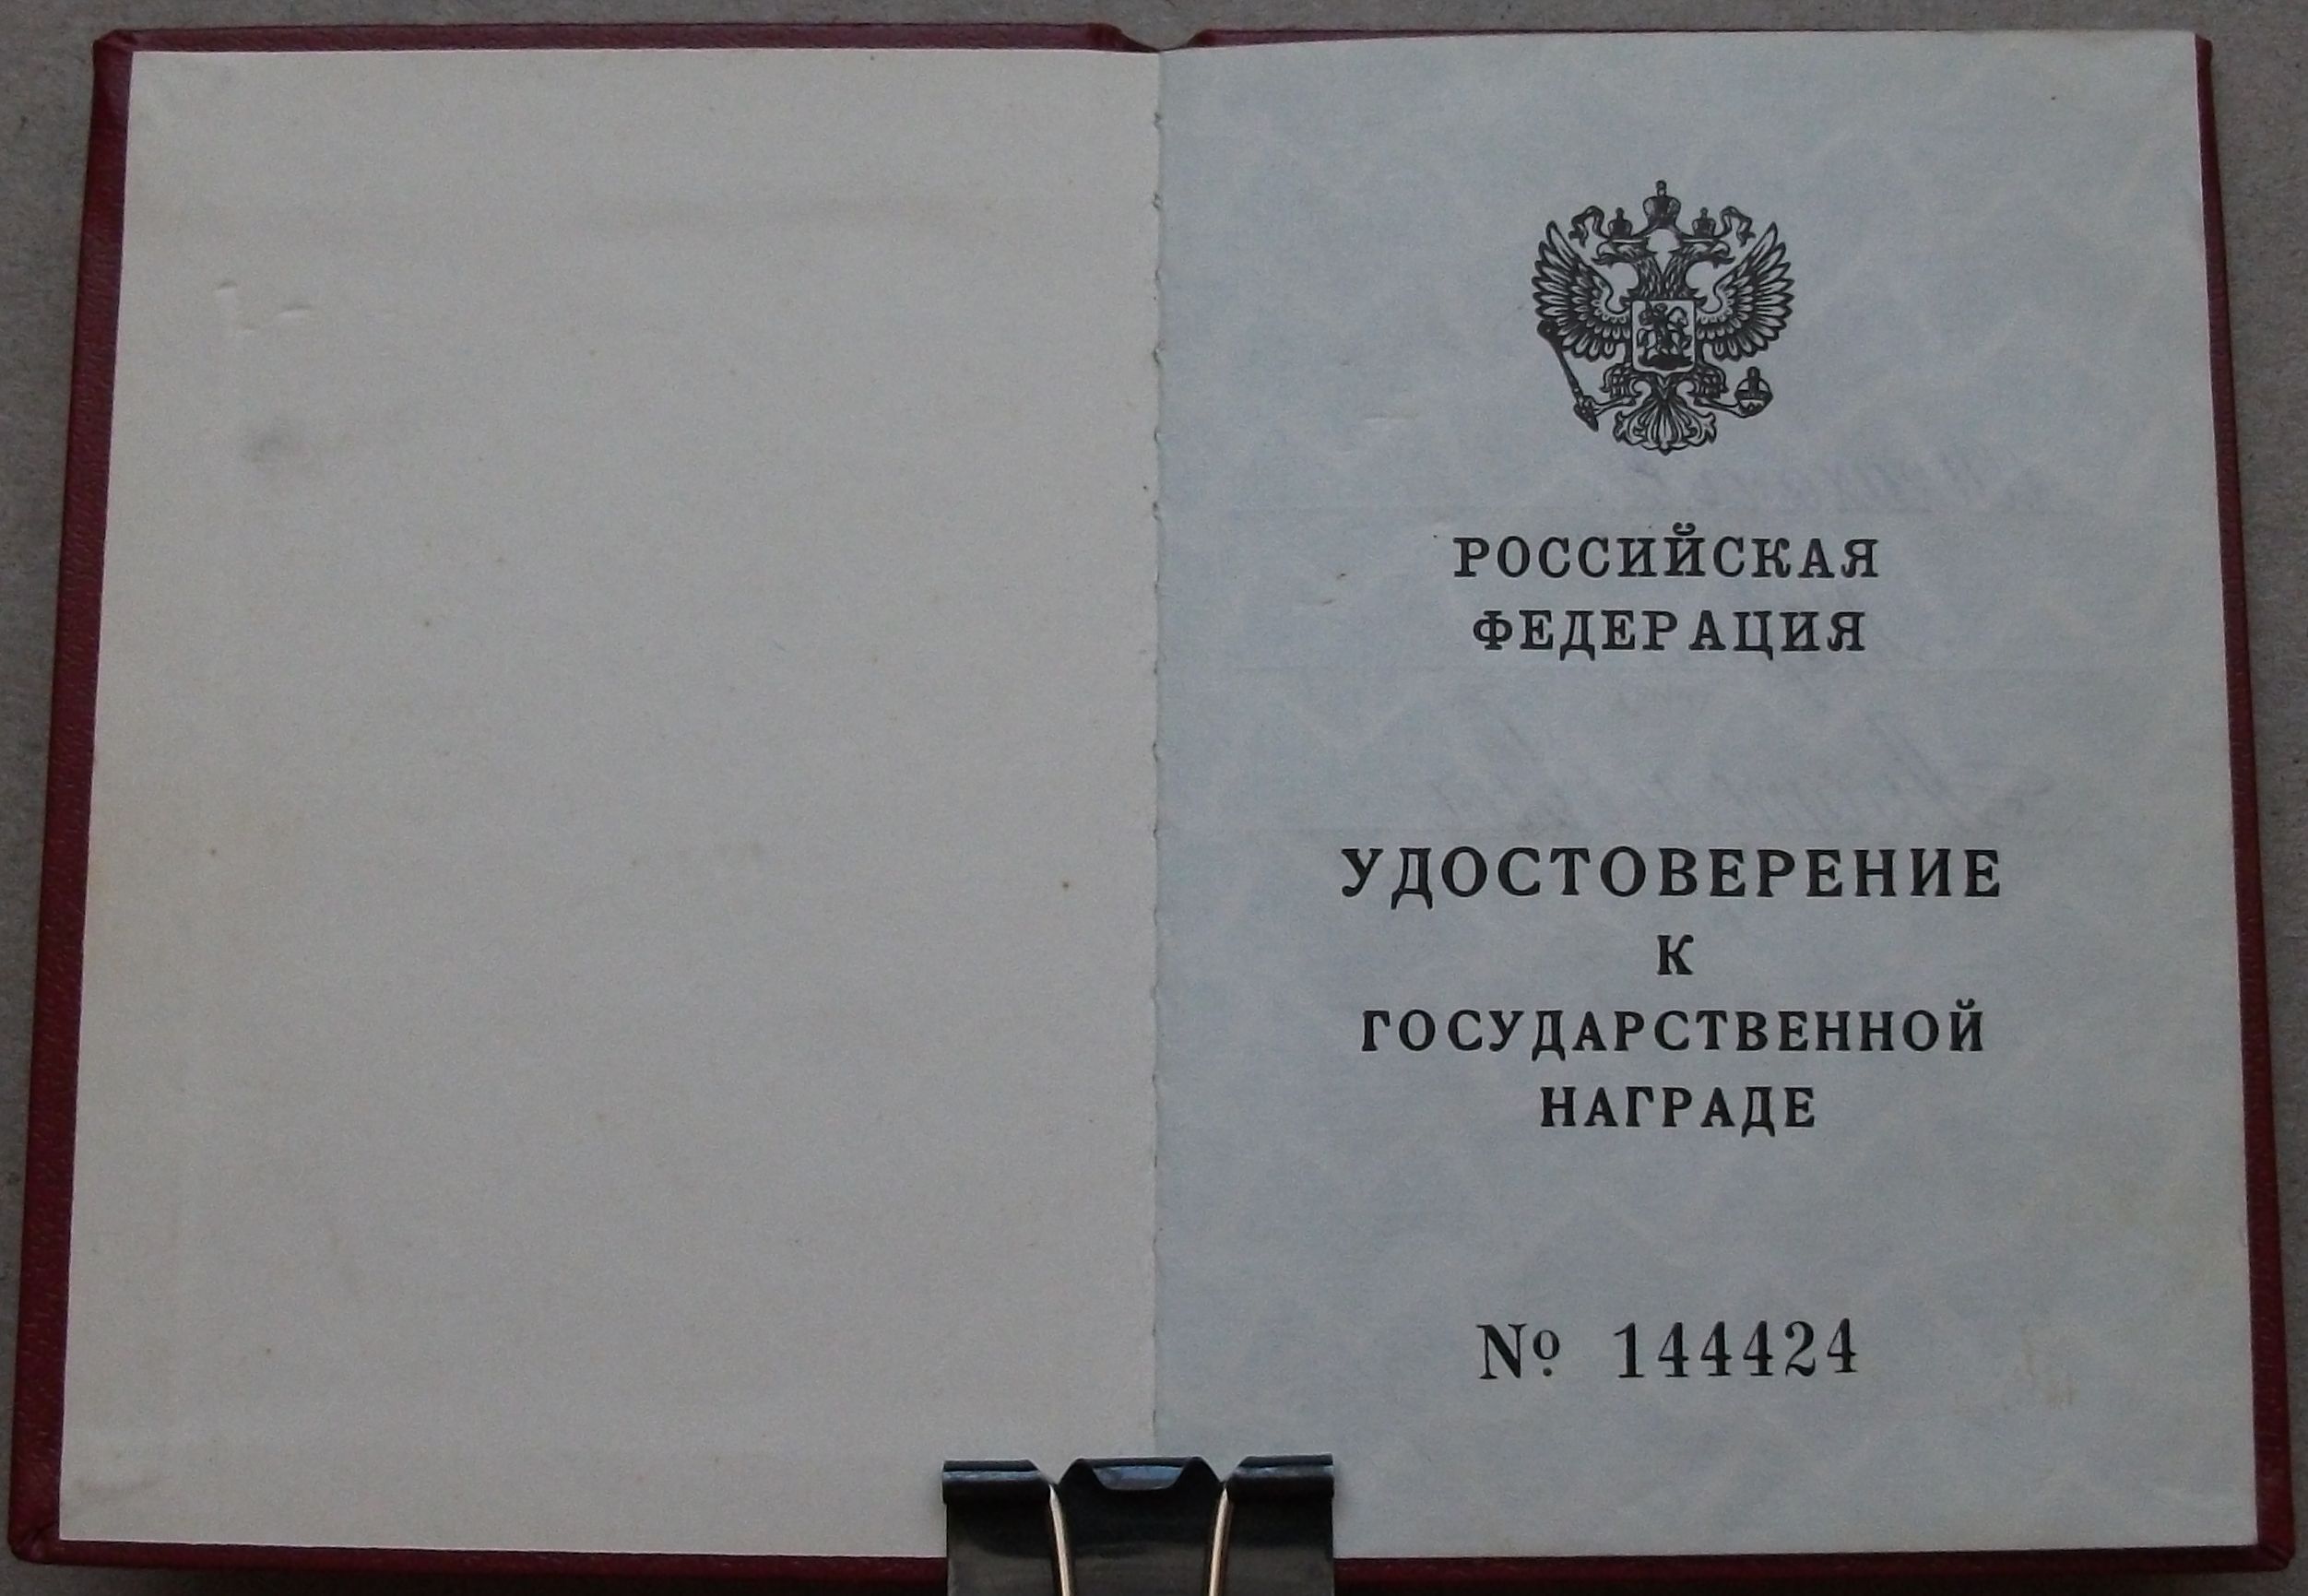 РОССИЙСКАЯ
ФЕДЕРАЦИЯ
УДОСТОВЕРЕНИЕ
К
ГОСУДАРСТВЕННОЙ
НАГРАДЕ
№ 144424